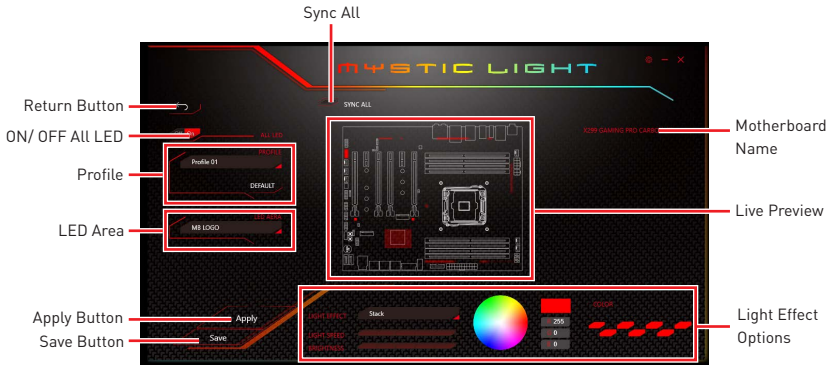 Sync All
MYSTIC LIGHT
SYNC ALL
Return Button
ON/ OFF All LED
ALL LED
X299 GAMING PRO CARBO
Motherboard
Name
Profile
PROFILE
Profile 01
DEFAULT
LED Area
LED AERA
MB LOGO
Live Preview
Apply Button
Apply
Save Button
Save
LIGHT EFFECT
Stack
LIGHT SPEED
BRIGHTNESS
255
0
0
COLOR
Light Effect
Options